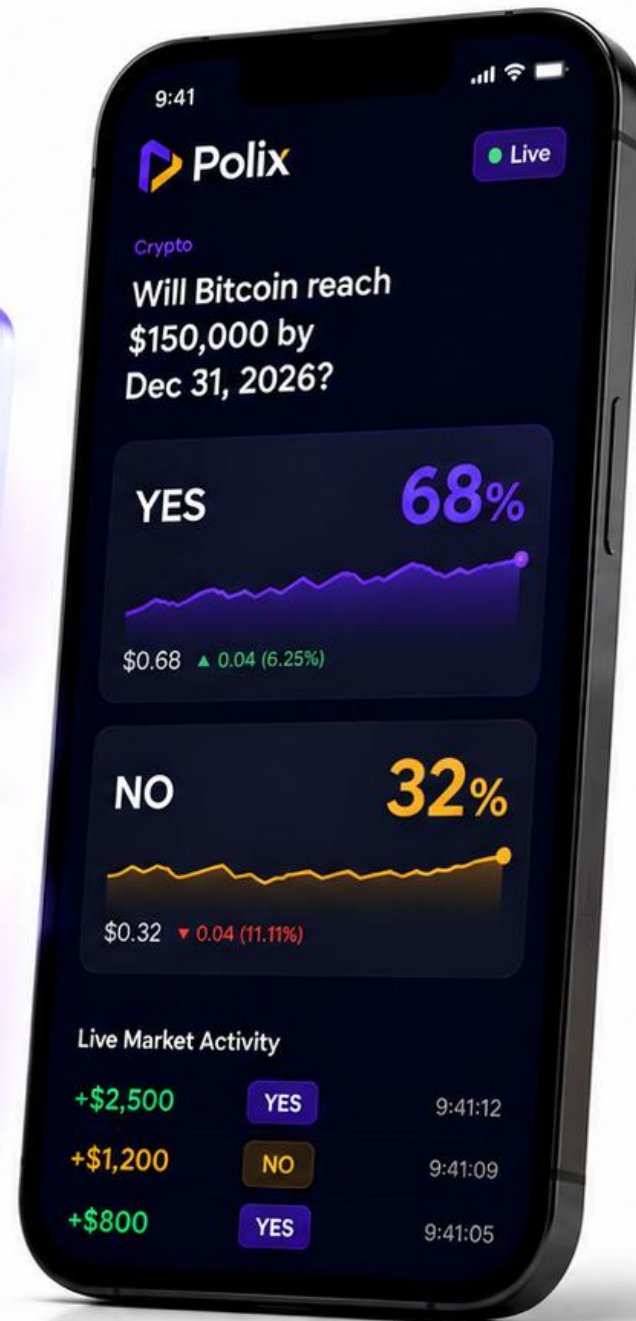 9:41
Polix
Live
Crypto
Will Bitcoin reach
$150,000 by
Dec 31, 2026?
YES
68%
$0.68 ▲ 0.04 (6.25%)
NO
32%
$0.32 ▼ 0.04 (11.11%)
Live Market Activity
+$2,500 YES 9:41:12
+$1,200 NO 9:41:09
+$800 YES 9:41:05